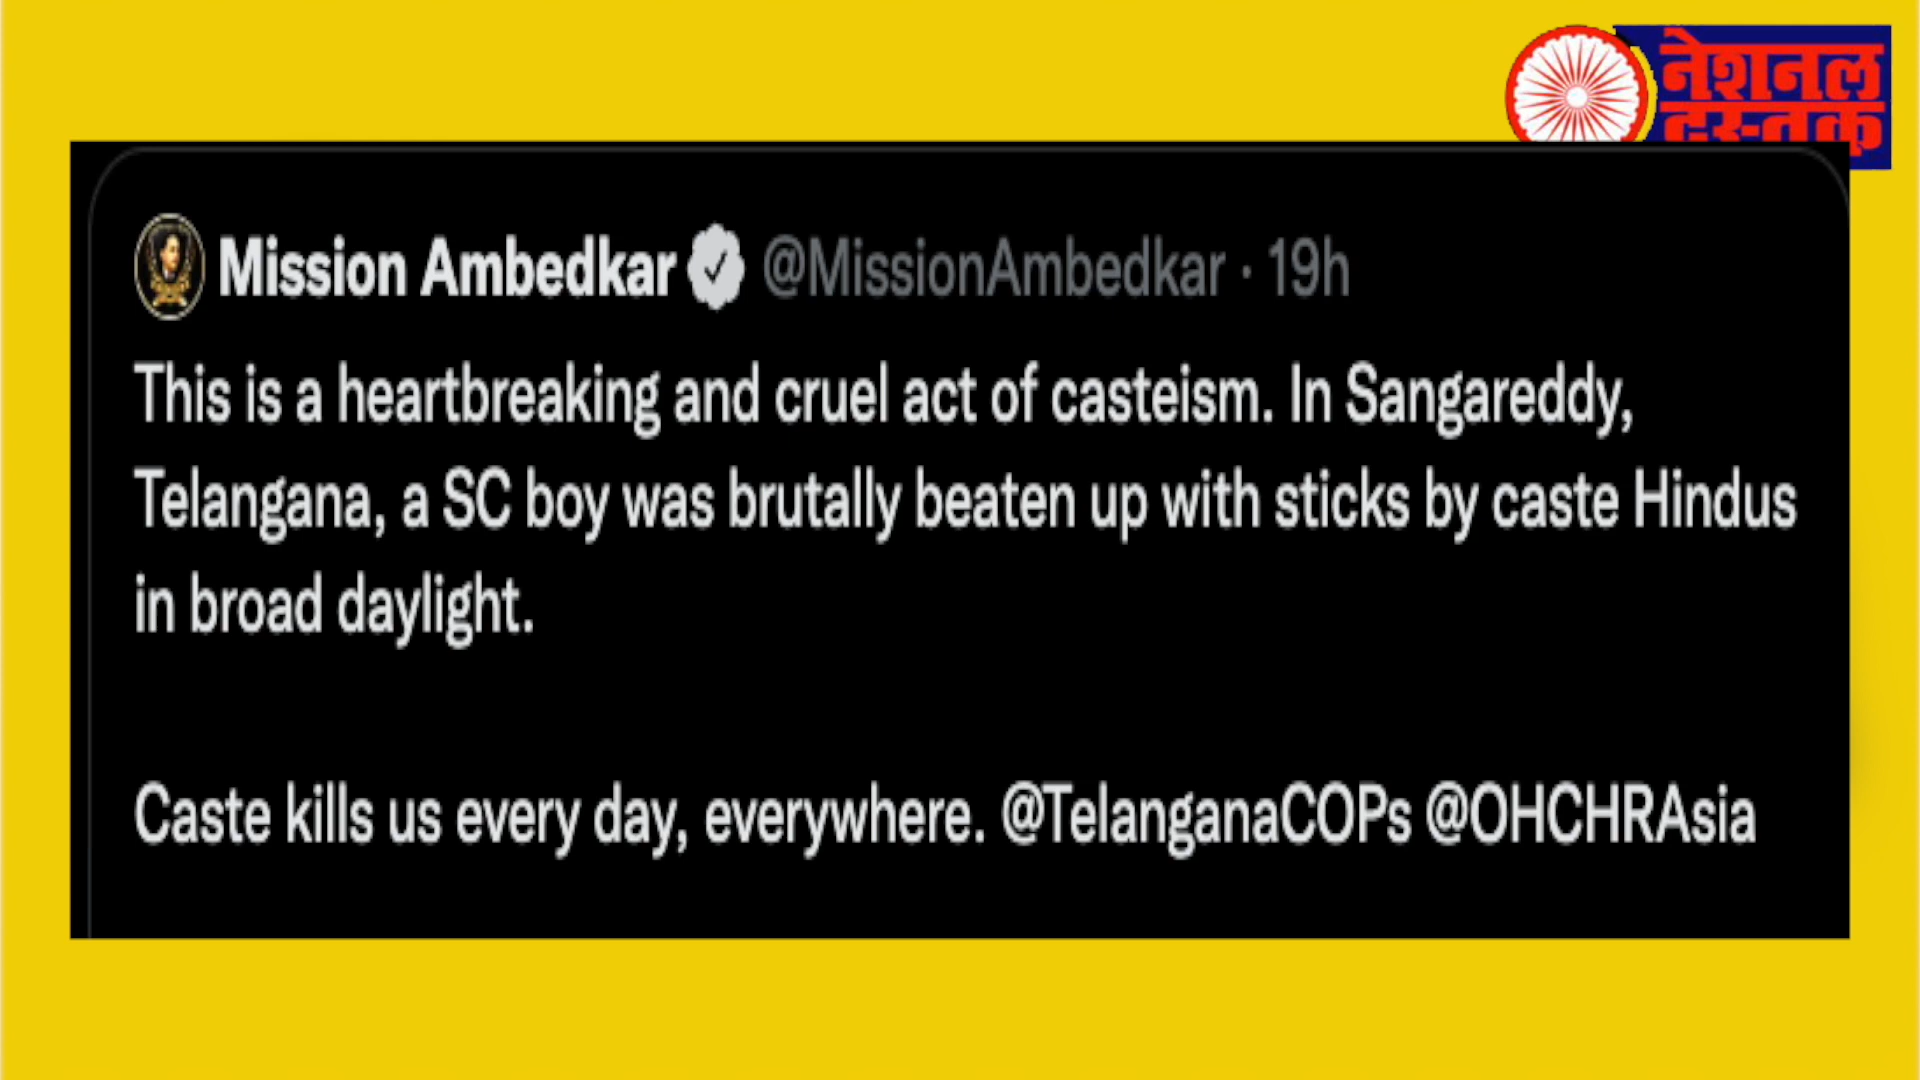 नेशनल
दस्तक
Mission Ambedkar @MissionAmbedkar · 19h
This is a heartbreaking and cruel act of casteism. In Sangareddy,
Telangana, a SC boy was brutally beaten up with sticks by caste Hindus
in broad daylight.
Caste kills us every day, everywhere. @TelanganaCOPs @OHCHRAsia